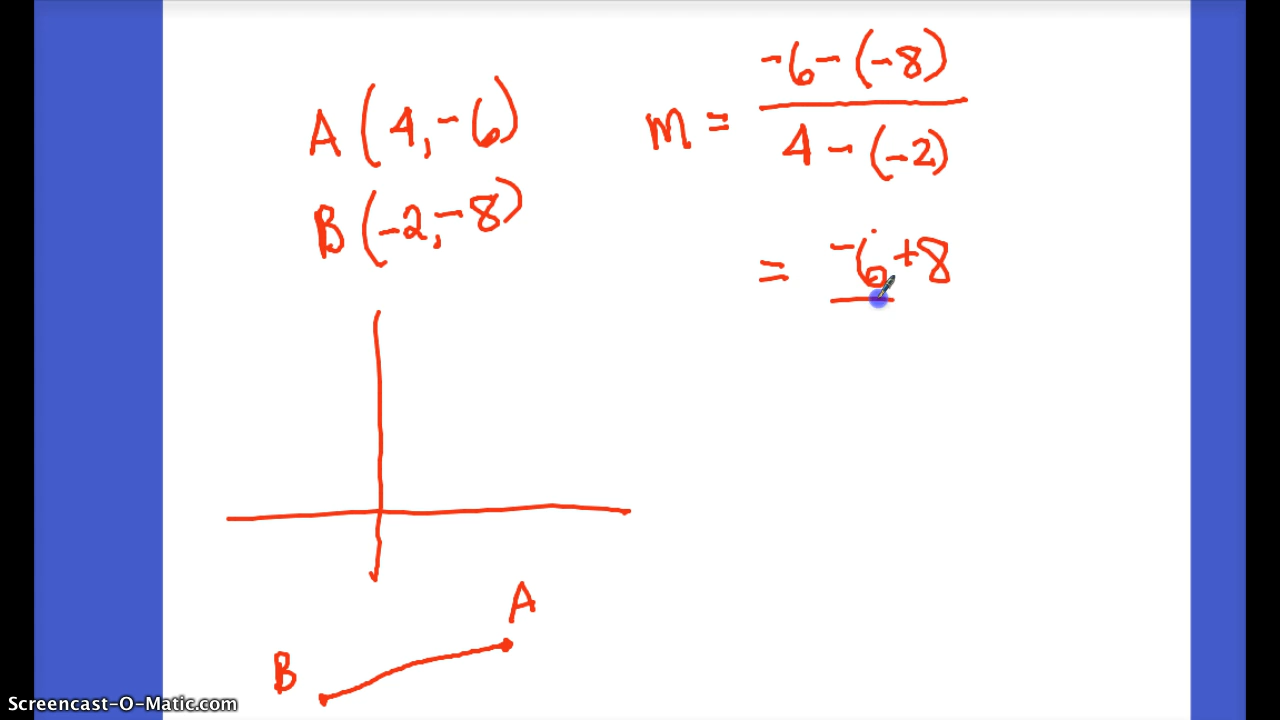 A (4, -6)
B (-2, -8)
m = -6 - (-8)
4 - (-2)
= -6 + 8
A
B
Screencast-O-Matic.com